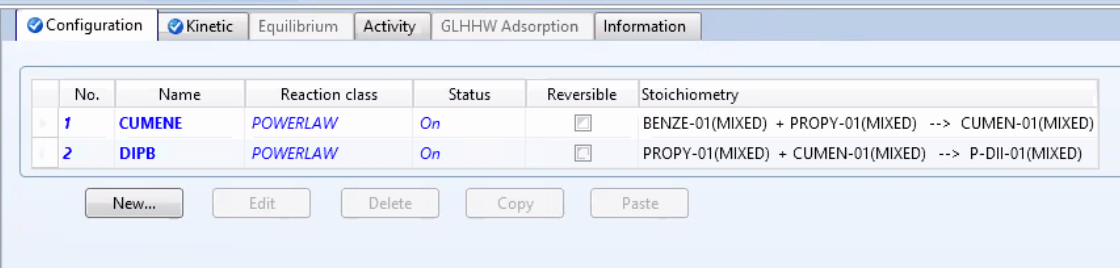 Configuration Kinetic Equilibrium Activity GLHHW Adsorption Information
No. Name Reaction class Status Reversible Stoichiometry
1 CUMENE POWERLAW On BENZE-01(MIXED) + PROPY-01(MIXED) --> CUMEN-01(MIXED)
2 DIPB POWERLAW On PROPY-01(MIXED) + CUMEN-01(MIXED) --> P-DII-01(MIXED)
New... Edit Delete Copy Paste